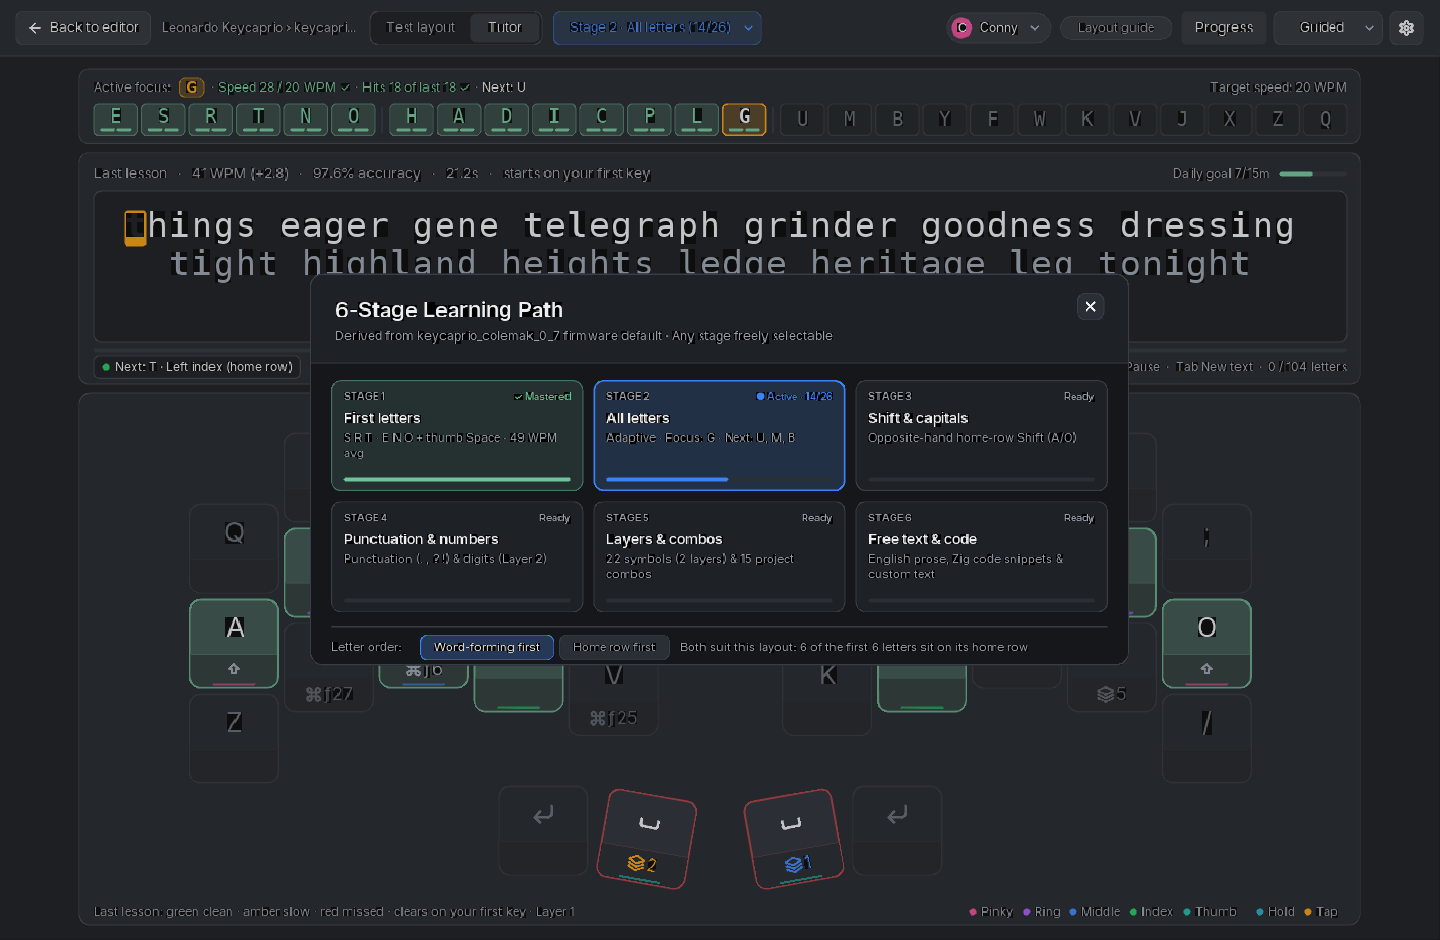 Back to editor
Leonardo Keycaprio › keycapri...
Test layout
Tutor
Stage 2 · All letters (14/26)
C Conny
Layout guide
Progress
Guided
Active focus: G · Speed 28 / 20 WPM ✓ · Hits 18 of last 18 ✓ · Next: U
Target speed: 20 WPM
E S R T N O H A D I C P L G U M B Y F W K V J X Z Q
Last lesson · 41 WPM (+2.8) · 97.6% accuracy · 21.2s · starts on your first key
Daily goal 7/15m
things eager gene telegraph grinder goodness dressing
tight highland heights ledge heritage leg tonight
Next: T · Left index (home row)
Pause · Tab New text · 0 / 104 letters
6-Stage Learning Path
Derived from keycaprio_colemak_0_7 firmware default · Any stage freely selectable
STAGE 1
✓ Mastered
First letters
S R T · E N O + thumb Space · 49 WPM
avg
STAGE 2
Active · 14/26
All letters
Adaptive · Focus: G · Next: U, M, B
STAGE 3
Ready
Shift & capitals
Opposite-hand home-row Shift (A/O)
STAGE 4
Ready
Punctuation & numbers
Punctuation (. , ? !) & digits (Layer 2)
STAGE 5
Ready
Layers & combos
22 symbols (2 layers) & 15 project
combos
STAGE 6
Ready
Free text & code
English prose, Zig code snippets &
custom text
Letter order:
Word-forming first
Home row first
Both suit this layout: 6 of the first 6 letters sit on its home row
Q
;
A
O
⌘ƒ6
V
K
⌘ƒ27
5
Z
⌘ƒ25
/
2
1
Last lesson: green clean · amber slow · red missed · clears on your first key · Layer 1
Pinky
Ring
Middle
Index
Thumb
Hold
Tap